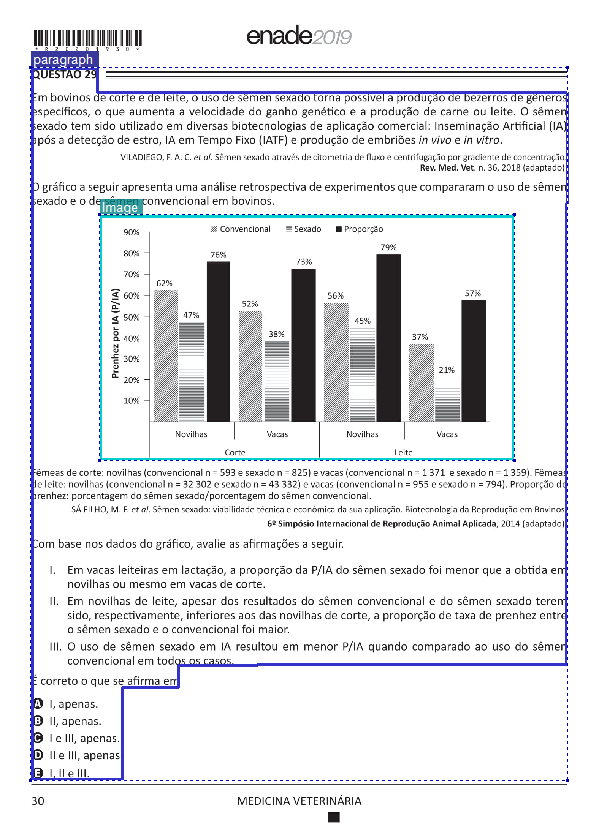 *R2020193 0*
enade2019
paragraph
QUESTÃO 29
Em bovinos de corte e de leite, o uso de sêmen sexado torna possível a produção de bezerros de gêneros
específicos, o que aumenta a velocidade do ganho genético e a produção de carne ou leite. O sêmen
sexado tem sido utilizado em diversas biotecnologias de aplicação comercial: Inseminação Artificial (IA)
após a detecção de estro, IA em Tempo Fixo (IATF) e produção de embriões in vivo e in vitro.
VILADIEGO, F. A. C. et al. Sêmen sexado através de citometria de fluxo e centrifugação por gradiente de concentração.
Rev. Med. Vet. n. 36, 2018 (adaptado).
O gráfico a seguir apresenta uma análise retrospectiva de experimentos que compararam o uso de sêmen
sexado e o de sêmen convencional em bovinos.
Image
Convencional Sexado Proporção
Prenhez por IA (P/IA)
90%
80%
70%
60%
50%
40%
30%
20%
10%
62% 47% 76% 52% 38% 73% 56% 45% 79% 37% 21% 57%
Novilhas Vacas Novilhas Vacas
Corte Leite
Fêmeas de corte: novilhas (convencional n = 593 e sexado n = 825) e vacas (convencional n = 1 371 e sexado n = 1 359). Fêmeas
de leite: novilhas (convencional n = 32 302 e sexado n = 43 332) e vacas (convencional n = 955 e sexado n = 794). Proporção de
prenhez: porcentagem do sêmen sexado/porcentagem do sêmen convencional.
SÁ FILHO, M. F. et al. Sêmen sexado: viabilidade técnica e econômica da sua aplicação. Biotecnologia da Reprodução em Bovinos.
6º Simpósio Internacional de Reprodução Animal Aplicada, 2014 (adaptado).
Com base nos dados do gráfico, avalie as afirmações a seguir.
I. Em vacas leiteiras em lactação, a proporção da P/IA do sêmen sexado foi menor que a obtida em
novilhas ou mesmo em vacas de corte.
II. Em novilhas de leite, apesar dos resultados do sêmen convencional e do sêmen sexado terem
sido, respectivamente, inferiores aos das novilhas de corte, a proporção de taxa de prenhez entre
o sêmen sexado e o convencional foi maior.
III. O uso de sêmen sexado em IA resultou em menor P/IA quando comparado ao uso do sêmen
convencional em todos os casos.
É correto o que se afirma em
A I, apenas.
B II, apenas.
C I e III, apenas.
D II e III, apenas.
E I, II e III.
30
MEDICINA VETERINÁRIA